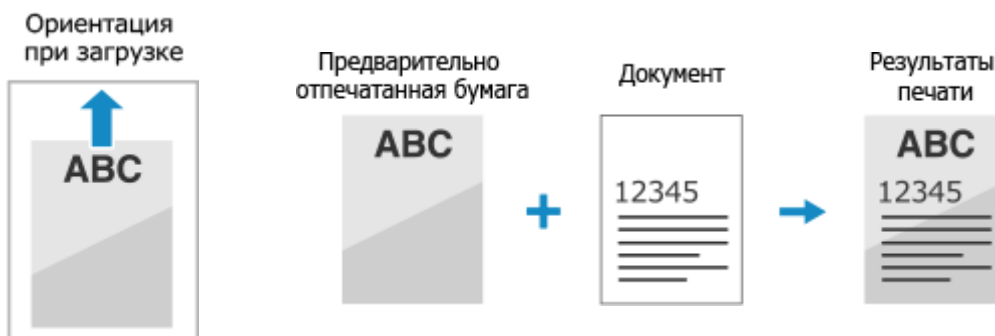 Ориентация
при загрузке
ABC
Предварительно
отпечатанная бумага
ABC
Документ
12345
Результаты
печати
ABC
12345